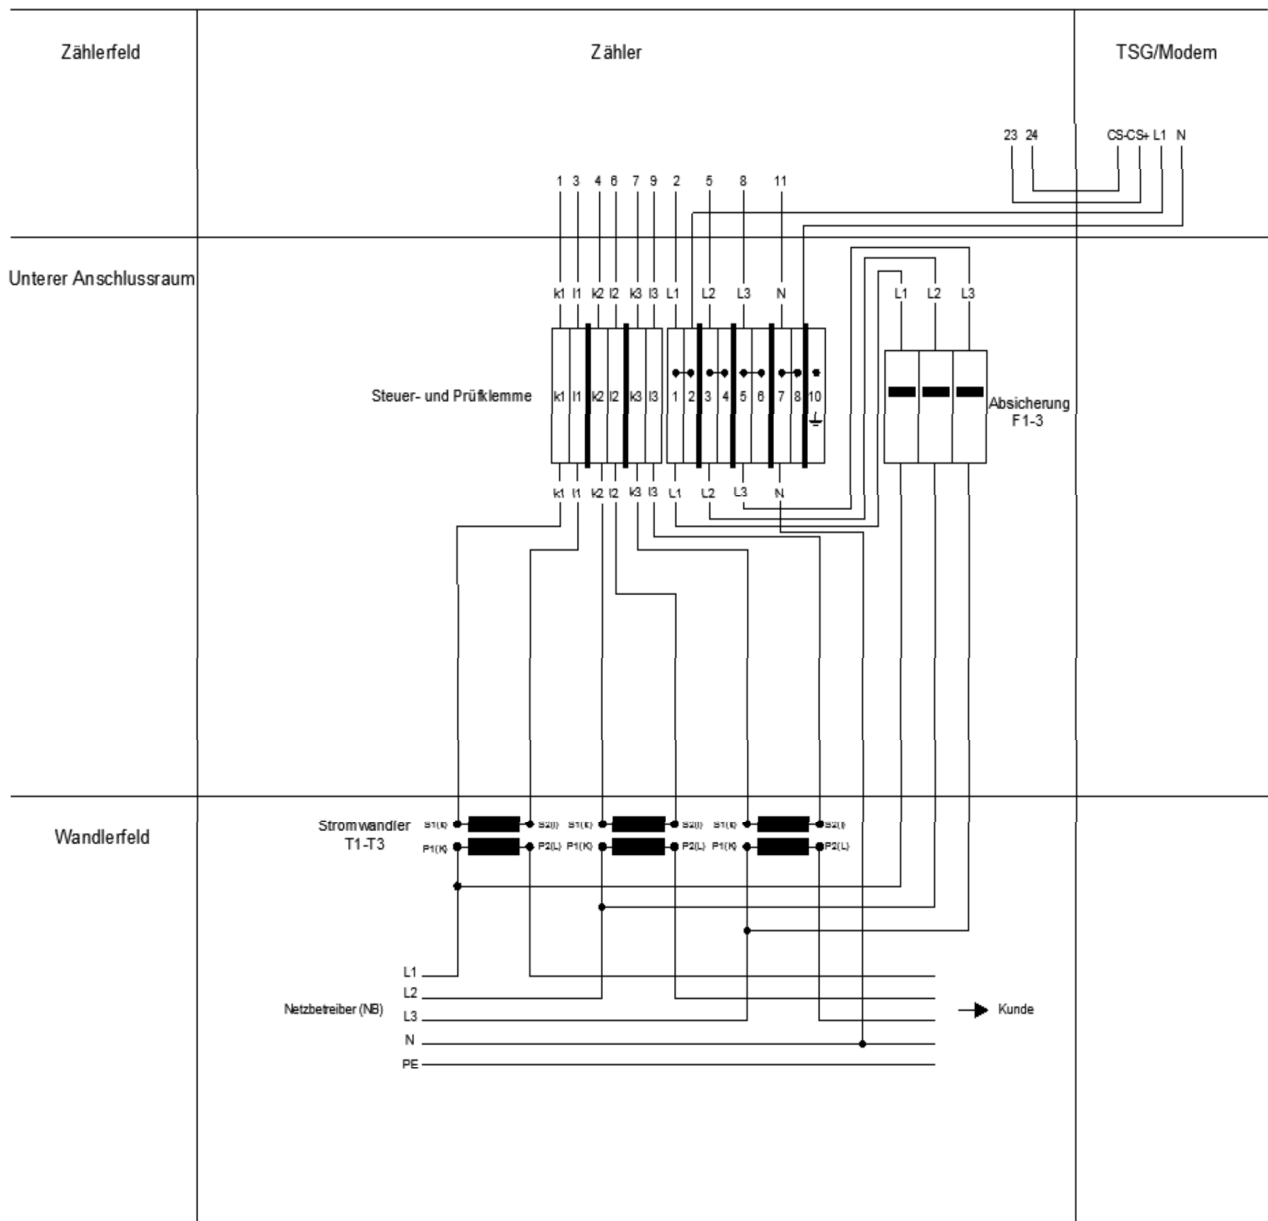 Zählerfeld
Zähler
TSG/Modem
23 24
CS- CS+ L1 N
1 3 4 6 7 9 2 5 8 11
Unterer Anschlussraum
k1 l1 k2 l2 k3 l3 L1 L2 L3 N
L1 L2 L3
Steuer- und Prüfklemme
k1 l1 k2 l2 k3 l3 1 2 3 4 5 6 7 8 10
Absicherung
F1-3
k1 l1 k2 l2 k3 l3 L1 L2 L3 N
Wandlerfeld
Stromwandler
T1-T3
S1(k) S2(l) S1(k) S2(l) S1(k) S2(l)
P1(K) P2(L) P1(K) P2(L) P1(K) P2(L)
L1
L2
Netzbetreiber (NB)
L3
Kunde
N
PE